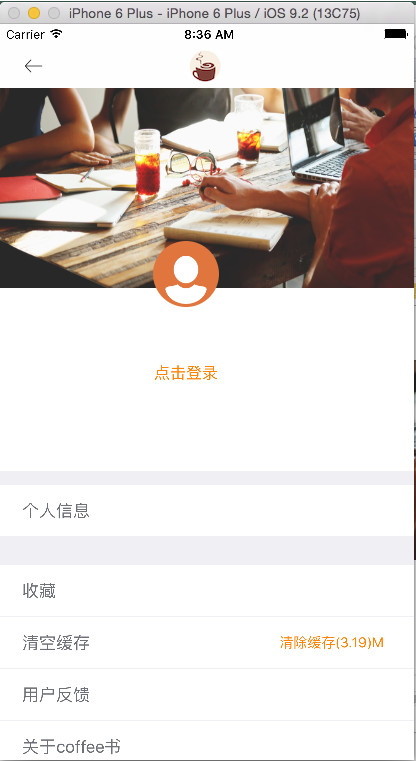 iPhone 6 Plus - iPhone 6 Plus / iOS 9.2 (13C75)
Carrier 8:36 AM
点击登录
个人信息
收藏
清空缓存 清除缓存(3.19)M
用户反馈
关于coffee书